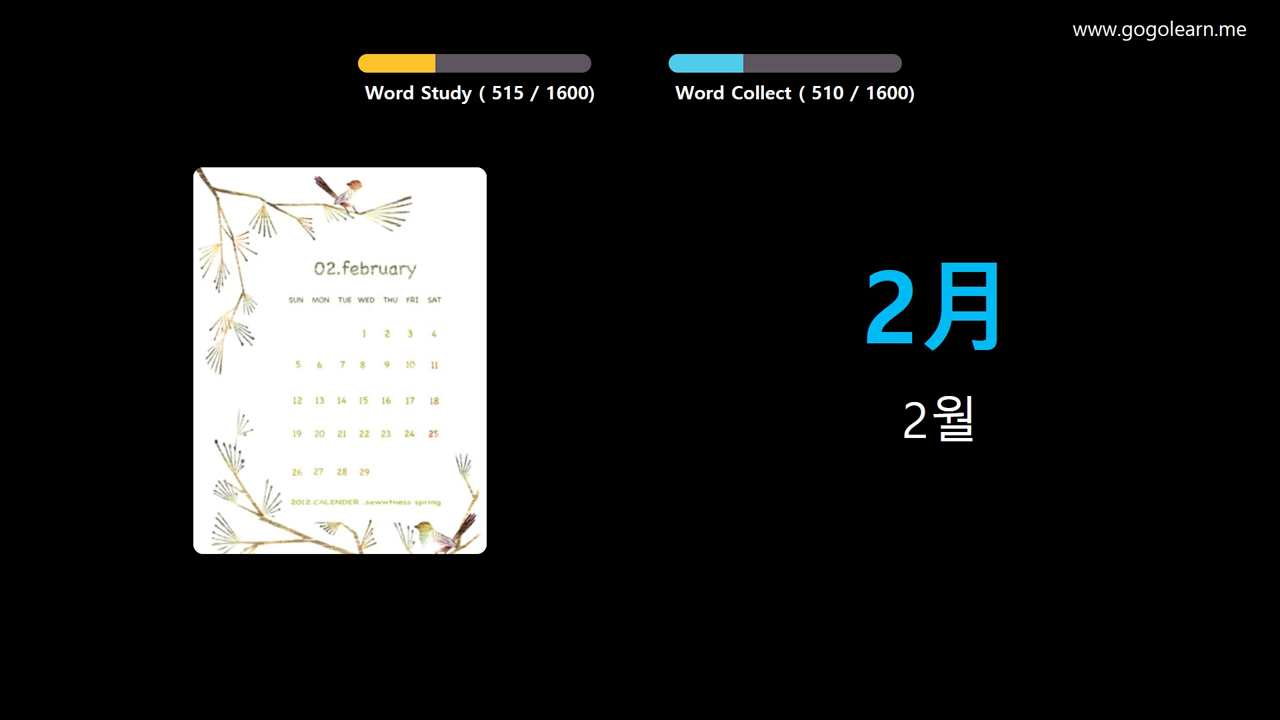 www.gogolearn.me
Word Study ( 515 / 1600)
Word Collect ( 510 / 1600)
02.february
SUN MON TUE WED THU FRI SAT
1 2 3 4
5 6 7 8 9 10 11
12 13 14 15 16 17 18
19 20 21 22 23 24 25
26 27 28 29
2012.CALENDER .sewwtness spring
2月
2월